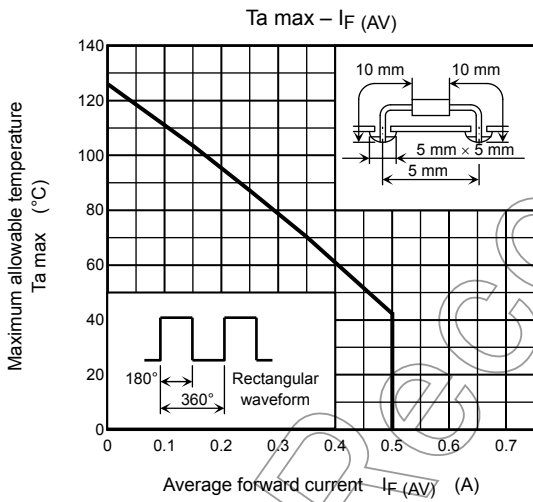 Ta max – IF (AV)
Maximum allowable temperature
Ta max (°C)
140
120
100
80
60
40
20
0
10 mm
10 mm
5 mm × 5 mm
5 mm
180°
360°
Rectangular
waveform
0
0.1
0.2
0.3
0.4
0.5
0.6
0.7
Average forward current IF (AV) (A)